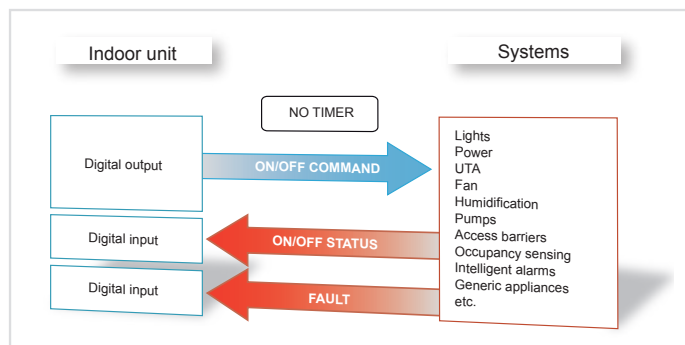 Indoor unit
Systems
NO TIMER
Digital output
ON/OFF COMMAND
Digital input
ON/OFF STATUS
Digital input
FAULT
Lights
Power
UTA
Fan
Humidification
Pumps
Access barriers
Occupancy sensing
Intelligent alarms
Generic appliances
etc.